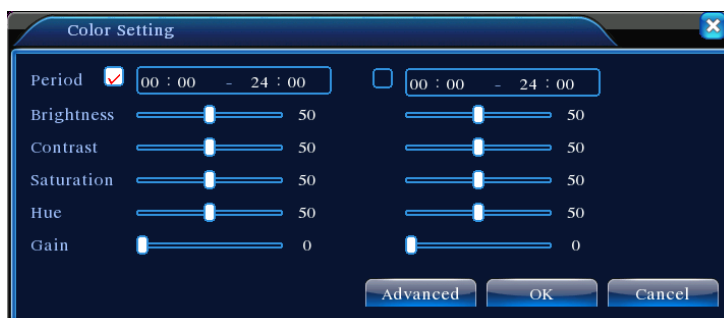 Color Setting
Period 00 : 00 - 24 : 00 00 : 00 - 24 : 00
Brightness 50 50
Contrast 50 50
Saturation 50 50
Hue 50 50
Gain 0 0
Advanced OK Cancel